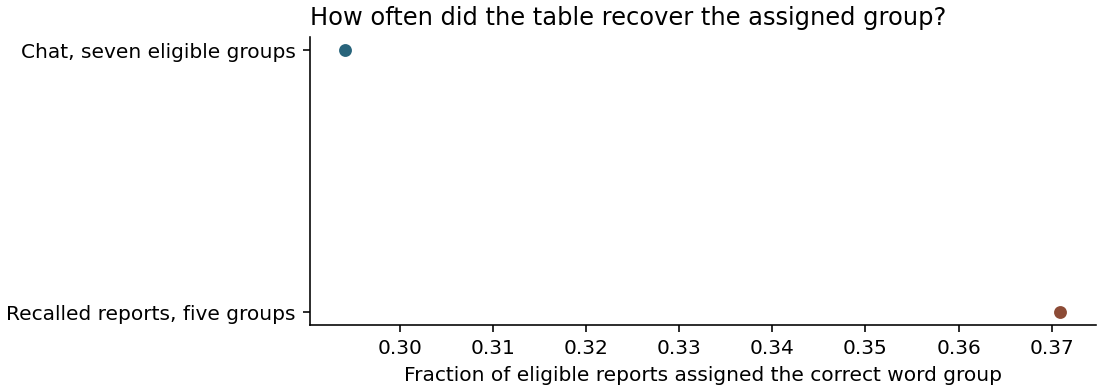 How often did the table recover the assigned group?
Chat, seven eligible groups
Recalled reports, five groups
0.30 0.31 0.32 0.33 0.34 0.35 0.36 0.37
Fraction of eligible reports assigned the correct word group